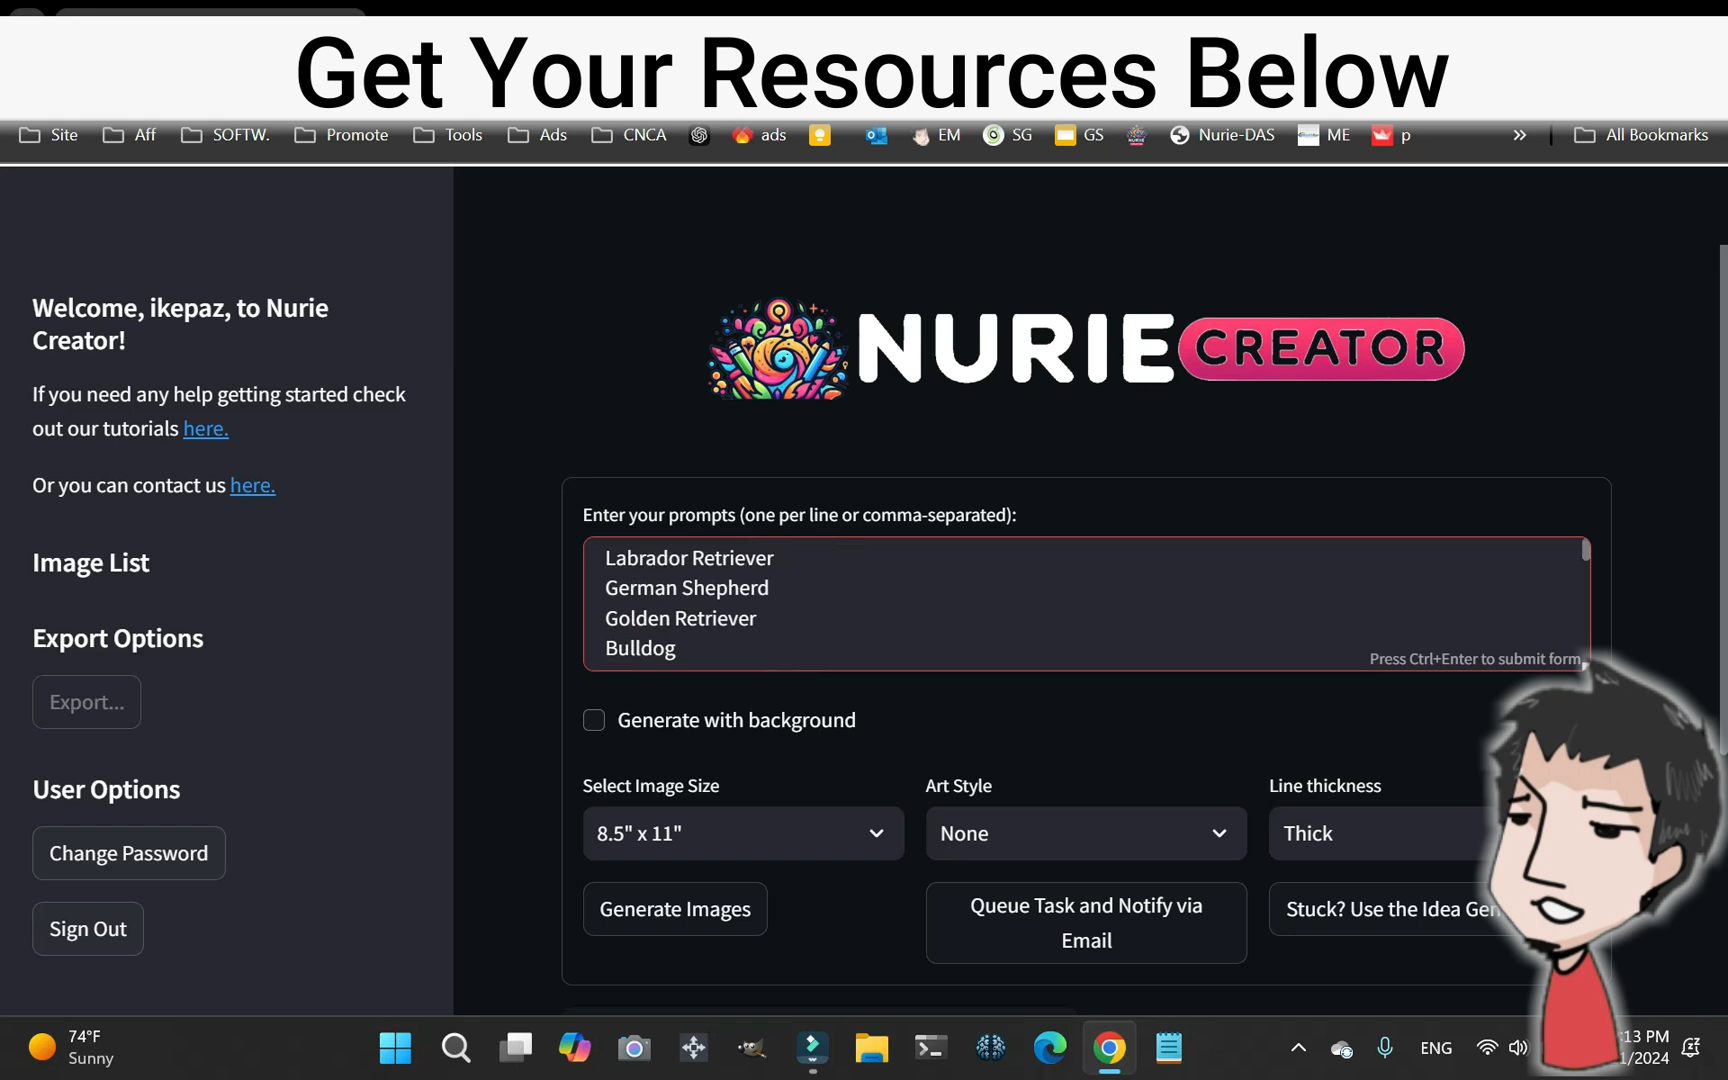 Get Your Resources Below
Site Aff SOFTW. Promote Tools Ads CNCA ads EM SG GS Nurie-DAS ME p » All Bookmarks
Welcome, ikepaz, to Nurie
Creator!
If you need any help getting started check
out our tutorials here.
Or you can contact us here.
Image List
Export Options
Export...
User Options
Change Password
Sign Out
NURIE CREATOR
Enter your prompts (one per line or comma-separated):
Labrador Retriever
German Shepherd
Golden Retriever
Bulldog
Press Ctrl+Enter to submit form
Generate with background
Select Image Size Art Style Line thickness
8.5" x 11" None Thick
Generate Images
Queue Task and Notify via
Email
Stuck? Use the Idea Gen
74°F
Sunny
ENG
:13 PM
1/2024